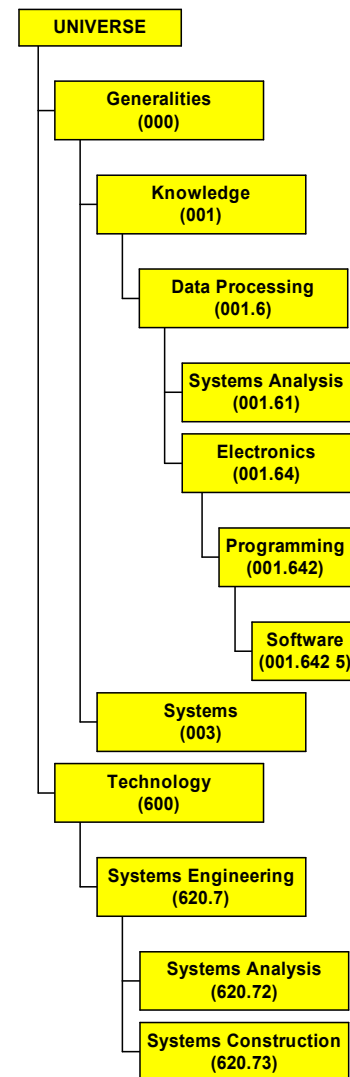 UNIVERSE
Generalities
(000)
Knowledge
(001)
Data Processing
(001.6)
Systems Analysis
(001.61)
Electronics
(001.64)
Programming
(001.642)
Software
(001.642 5)
Systems
(003)
Technology
(600)
Systems Engineering
(620.7)
Systems Analysis
(620.72)
Systems Construction
(620.73)